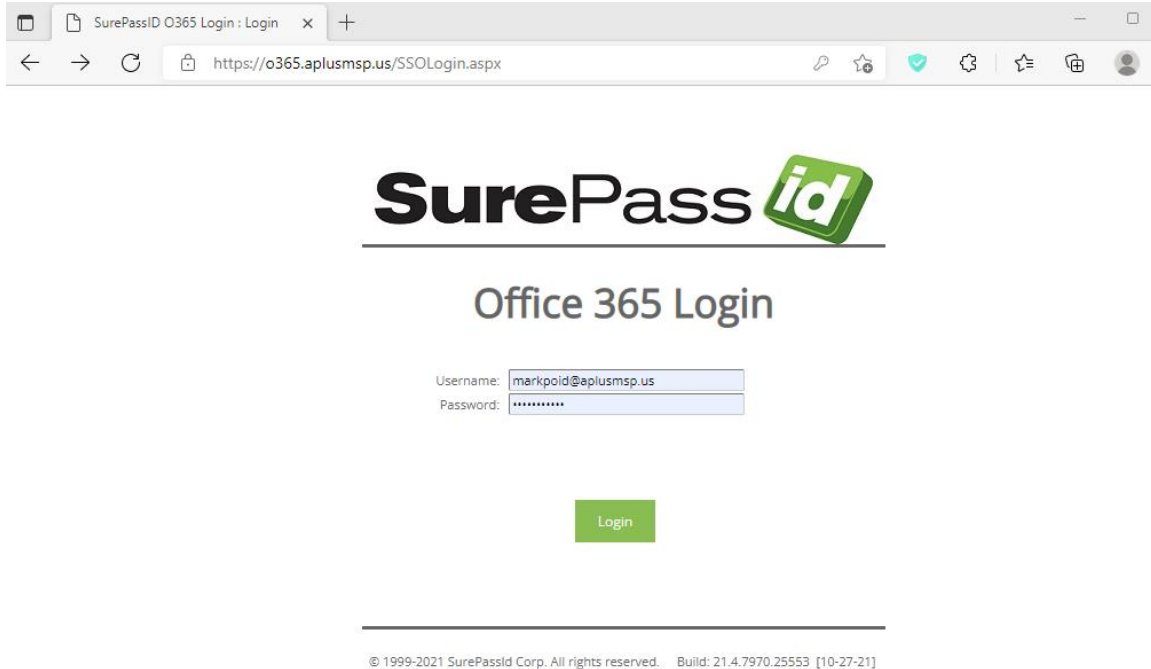 SurePassID O365 Login : Login
https://o365.aplusmsp.us/SSOLogin.aspx
SurePass id
Office 365 Login
Username: markpoid@aplusmsp.us
Password: •••••••••••
Login
© 1999-2021 SurePassId Corp. All rights reserved. Build: 21.4.7970.25553 [10-27-21]